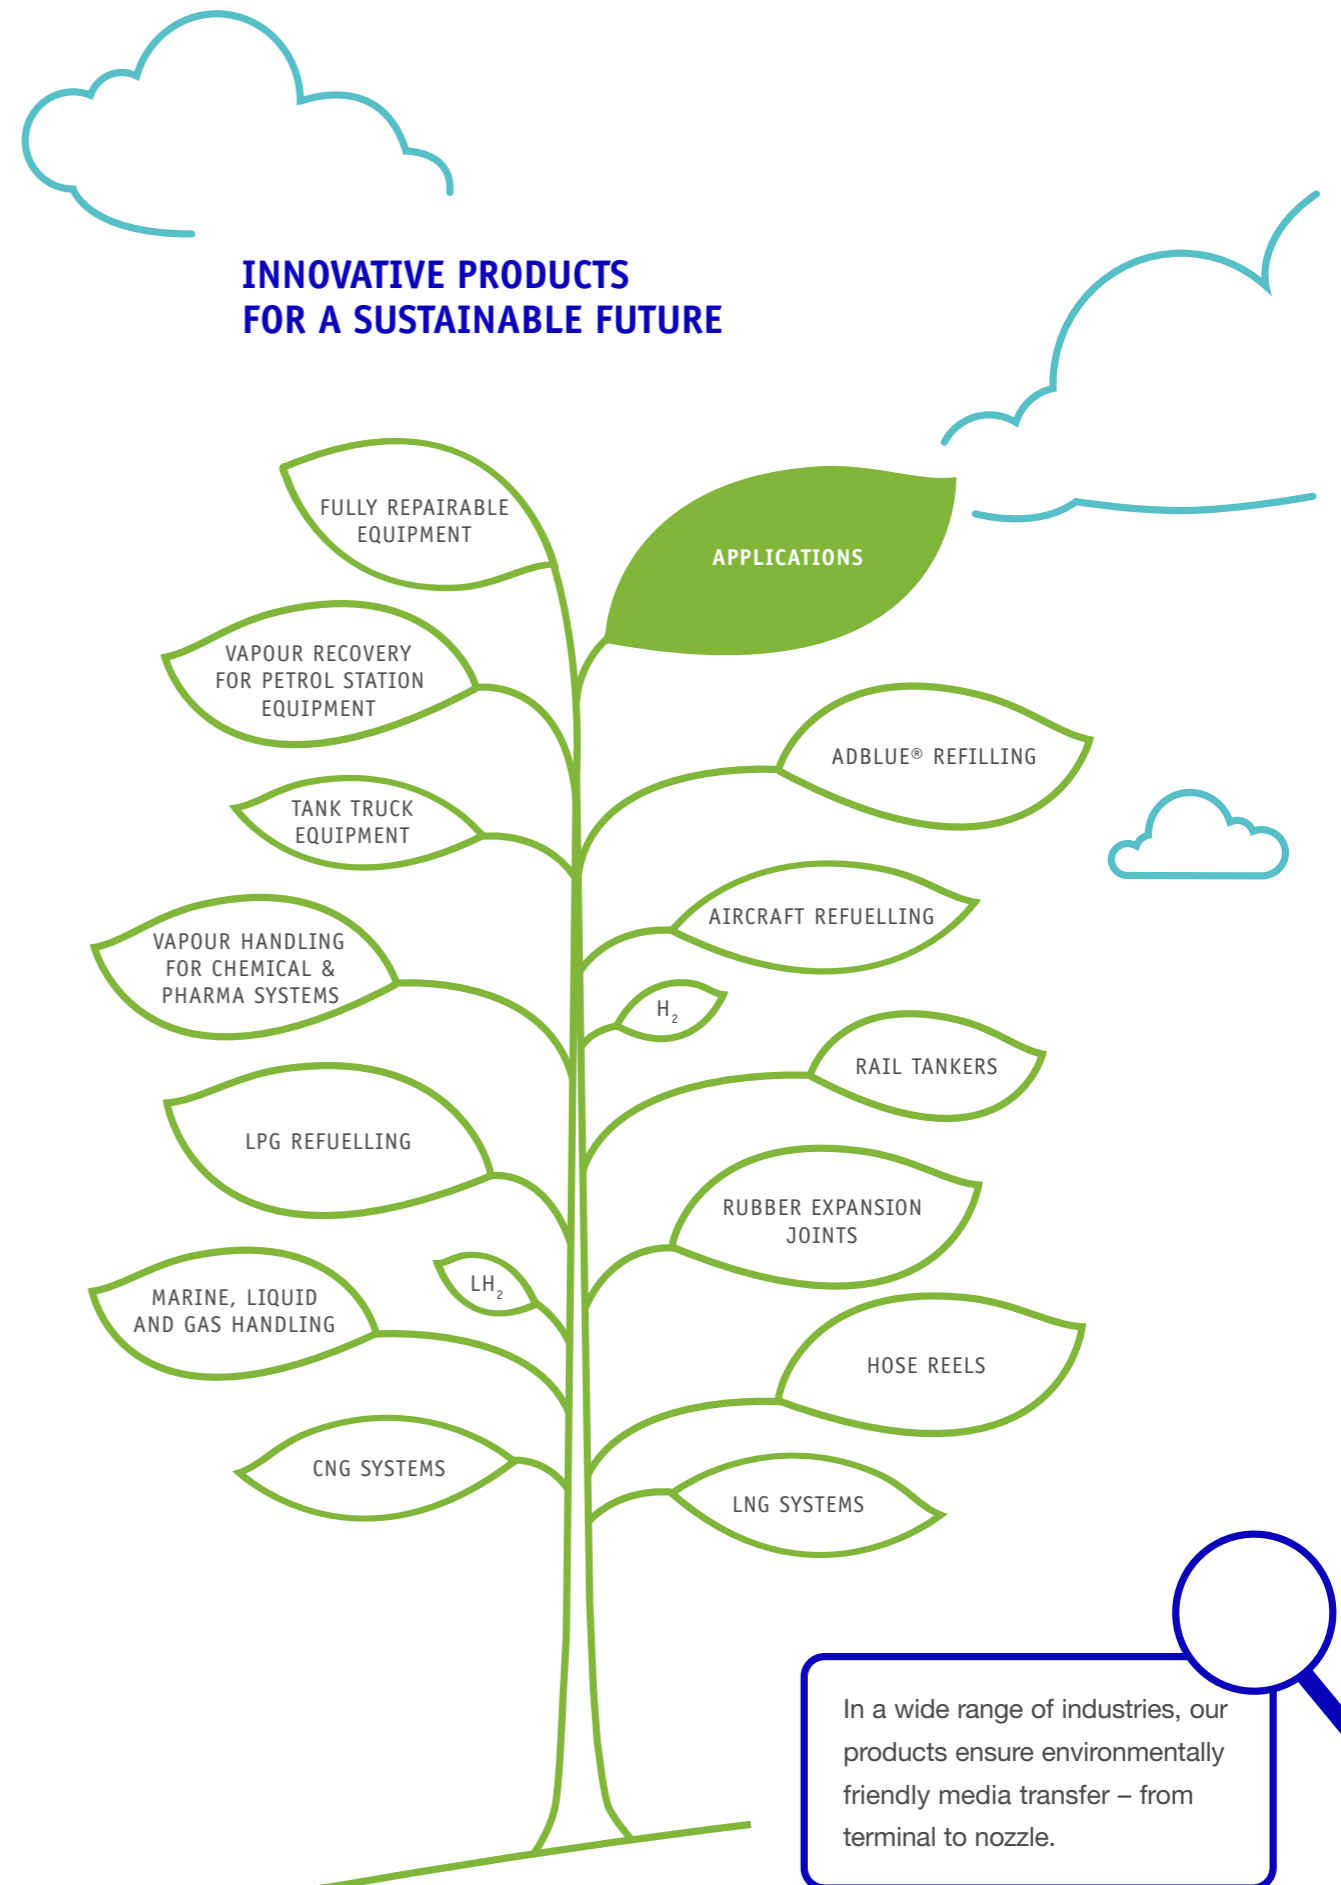 INNOVATIVE PRODUCTS
FOR A SUSTAINABLE FUTURE
FULLY REPAIRABLE
EQUIPMENT
APPLICATIONS
VAPOUR RECOVERY
FOR PETROL STATION
EQUIPMENT
ADBLUE® REFILLING
TANK TRUCK
EQUIPMENT
AIRCRAFT REFUELLING
VAPOUR HANDLING
FOR CHEMICAL &
PHARMA SYSTEMS
H₂
RAIL TANKERS
LPG REFUELLING
RUBBER EXPANSION
JOINTS
LH₂
MARINE, LIQUID
AND GAS HANDLING
HOSE REELS
CNG SYSTEMS
LNG SYSTEMS
In a wide range of industries, our
products ensure environmentally
friendly media transfer – from
terminal to nozzle.